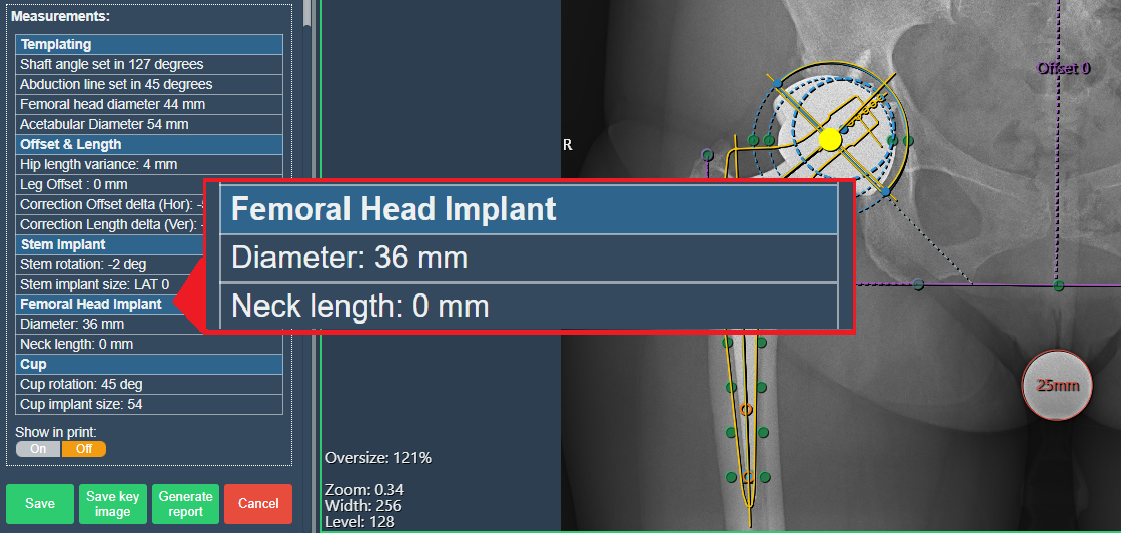 Measurements:
Templating
Shaft angle set in 127 degrees
Abduction line set in 45 degrees
Femoral head diameter 44 mm
Acetabular Diameter 54 mm
Offset & Length
Hip length variance: 4 mm
Leg Offset : 0 mm
Correction Offset delta (Hor):
Correction Length delta (Ver):
Stem Implant
Stem rotation: -2 deg
Stem implant size: LAT 0
Femoral Head Implant
Diameter: 36 mm
Neck length: 0 mm
Cup
Cup rotation: 45 deg
Cup implant size: 54
Show in print:
On Off
Save
Save key
image
Generate
report
Cancel
Femoral Head Implant
Diameter: 36 mm
Neck length: 0 mm
R
Offset 0
25mm
Oversize: 121%
Zoom: 0.34
Width: 256
Level: 128